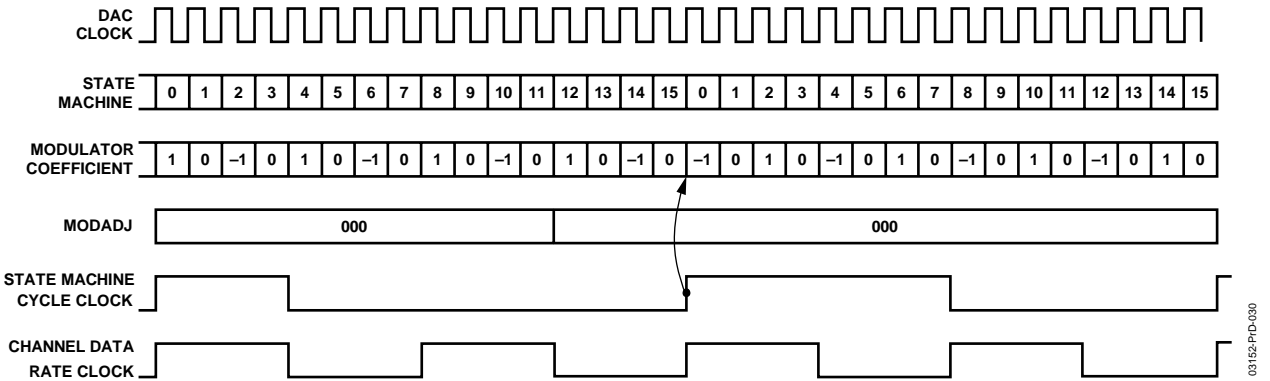 DAC
CLOCK
STATE
MACHINE
0 1 2 3 4 5 6 7 8 9 10 11 12 13 14 15 0 1 2 3 4 5 6 7 8 9 10 11 12 13 14 15
MODULATOR
COEFFICIENT
1 0 –1 0 1 0 –1 0 1 0 –1 0 1 0 –1 0 –1 0 1 0 –1 0 1 0 –1 0 1 0 –1 0 1 0
MODADJ
000 000
STATE MACHINE
CYCLE CLOCK
CHANNEL DATA
RATE CLOCK
03152-PrD-030